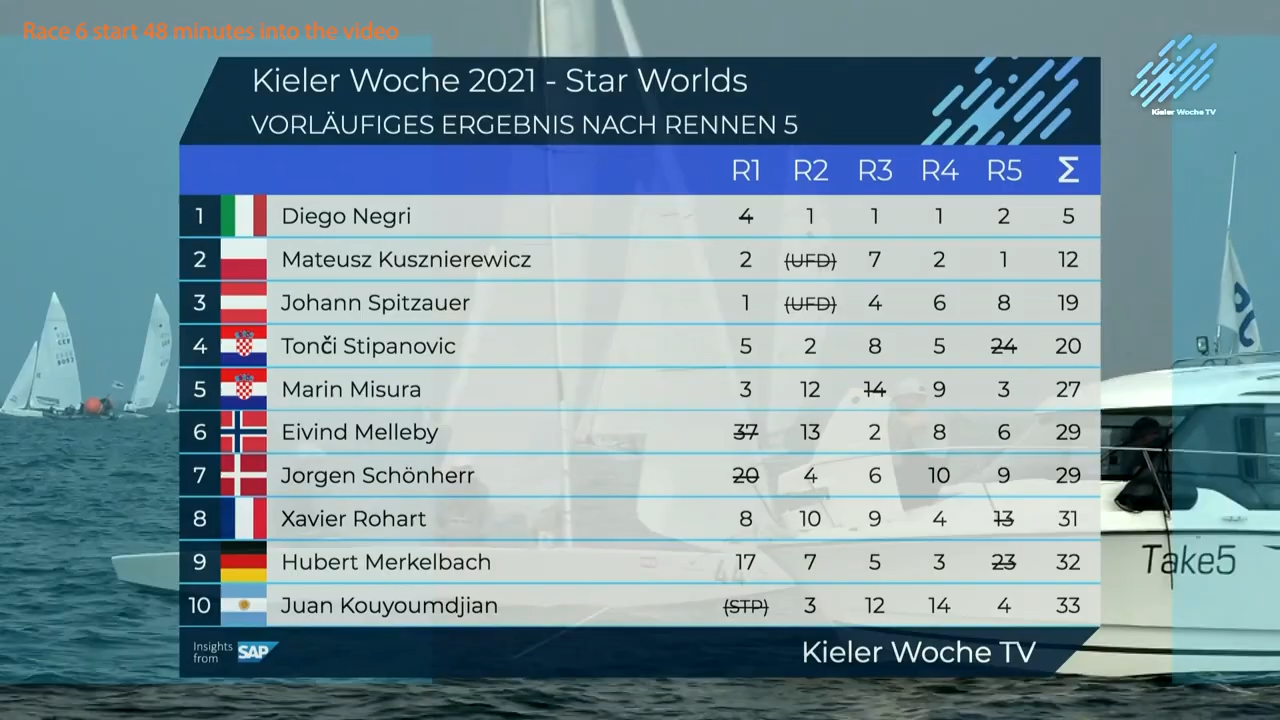 Race 6 start 48 minutes into the video
Kieler Woche 2021 - Star Worlds
VORLÄUFIGES ERGEBNIS NACH RENNEN 5
Kieler Woche TV
R1 R2 R3 R4 R5 Σ
1 Diego Negri 4 1 1 1 2 5
2 Mateusz Kusznierewicz 2 (UFD) 7 2 1 12
3 Johann Spitzauer 1 (UFD) 4 6 8 19
4 Tonči Stipanovic 5 2 8 5 24 20
5 Marin Misura 3 12 14 9 3 27
6 Eivind Melleby 37 13 2 8 6 29
7 Jorgen Schönherr 20 4 6 10 9 29
8 Xavier Rohart 8 10 9 4 13 31
9 Hubert Merkelbach 17 7 5 3 23 32
10 Juan Kouyoumdjian (STP) 3 12 14 4 33
44
Take5
Insights
from SAP
Kieler Woche TV